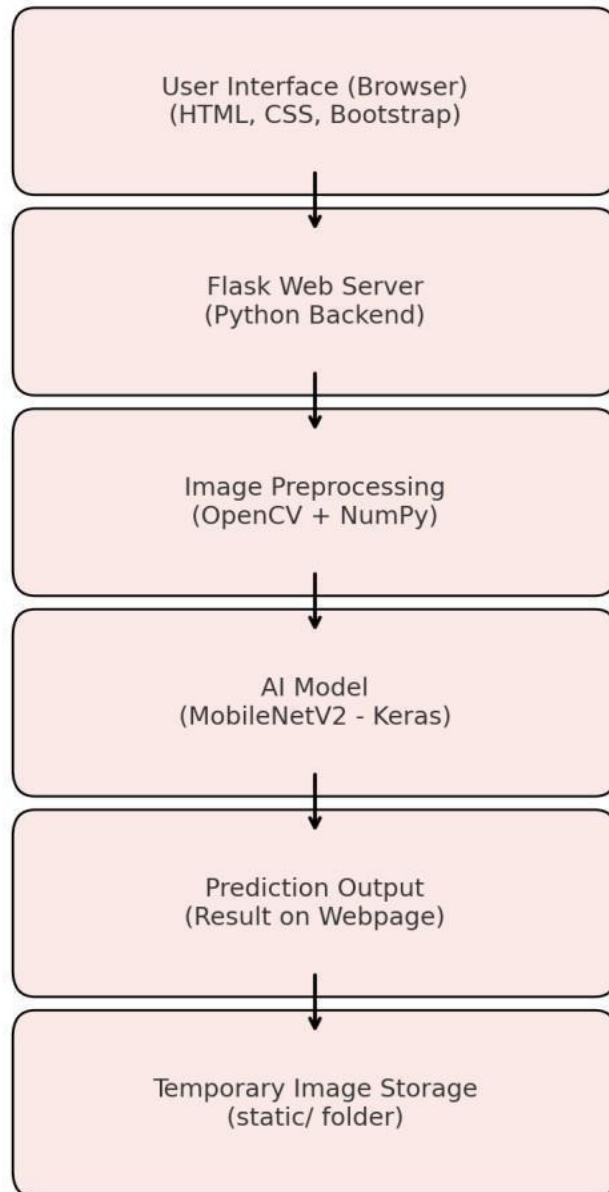 User Interface (Browser)
(HTML, CSS, Bootstrap)
Flask Web Server
(Python Backend)
Image Preprocessing
(OpenCV + NumPy)
AI Model
(MobileNetV2 - Keras)
Prediction Output
(Result on Webpage)
Temporary Image Storage
(static/ folder)